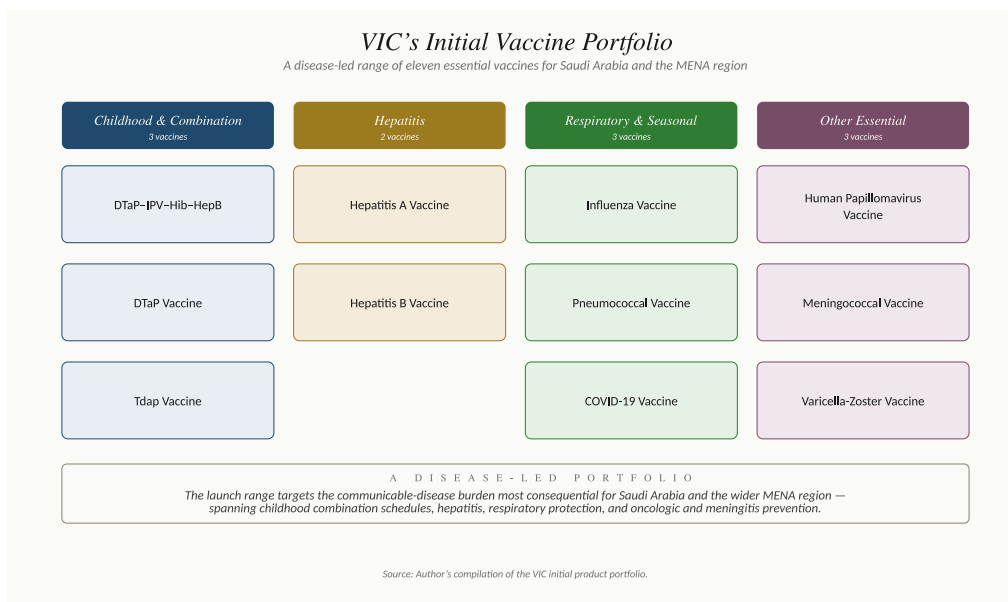 VIC's Initial Vaccine Portfolio
A disease-led range of eleven essential vaccines for Saudi Arabia and the MENA region
Childhood & Combination
3 vaccines
Hepatitis
2 vaccines
Respiratory & Seasonal
3 vaccines
Other Essential
3 vaccines
DTaP–IPV–Hib–HepB
Hepatitis A Vaccine
Influenza Vaccine
Human Papillomavirus
Vaccine
DTaP Vaccine
Hepatitis B Vaccine
Pneumococcal Vaccine
Meningococcal Vaccine
Tdap Vaccine
COVID-19 Vaccine
Varicella-Zoster Vaccine
A DISEASE-LED PORTFOLIO
The launch range targets the communicable-disease burden most consequential for Saudi Arabia and the wider MENA region —
spanning childhood combination schedules, hepatitis, respiratory protection, and oncologic and meningitis prevention.
Source: Author's compilation of the VIC initial product portfolio.